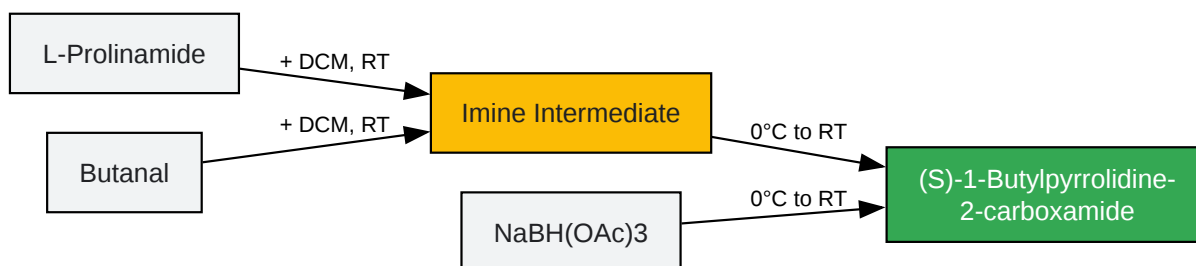 L-Prolinamide
+ DCM, RT
Butanal
+ DCM, RT
Imine Intermediate
0°C to RT
NaBH(OAc)3
0°C to RT
(S)-1-Butylpyrrolidine-
2-carboxamide